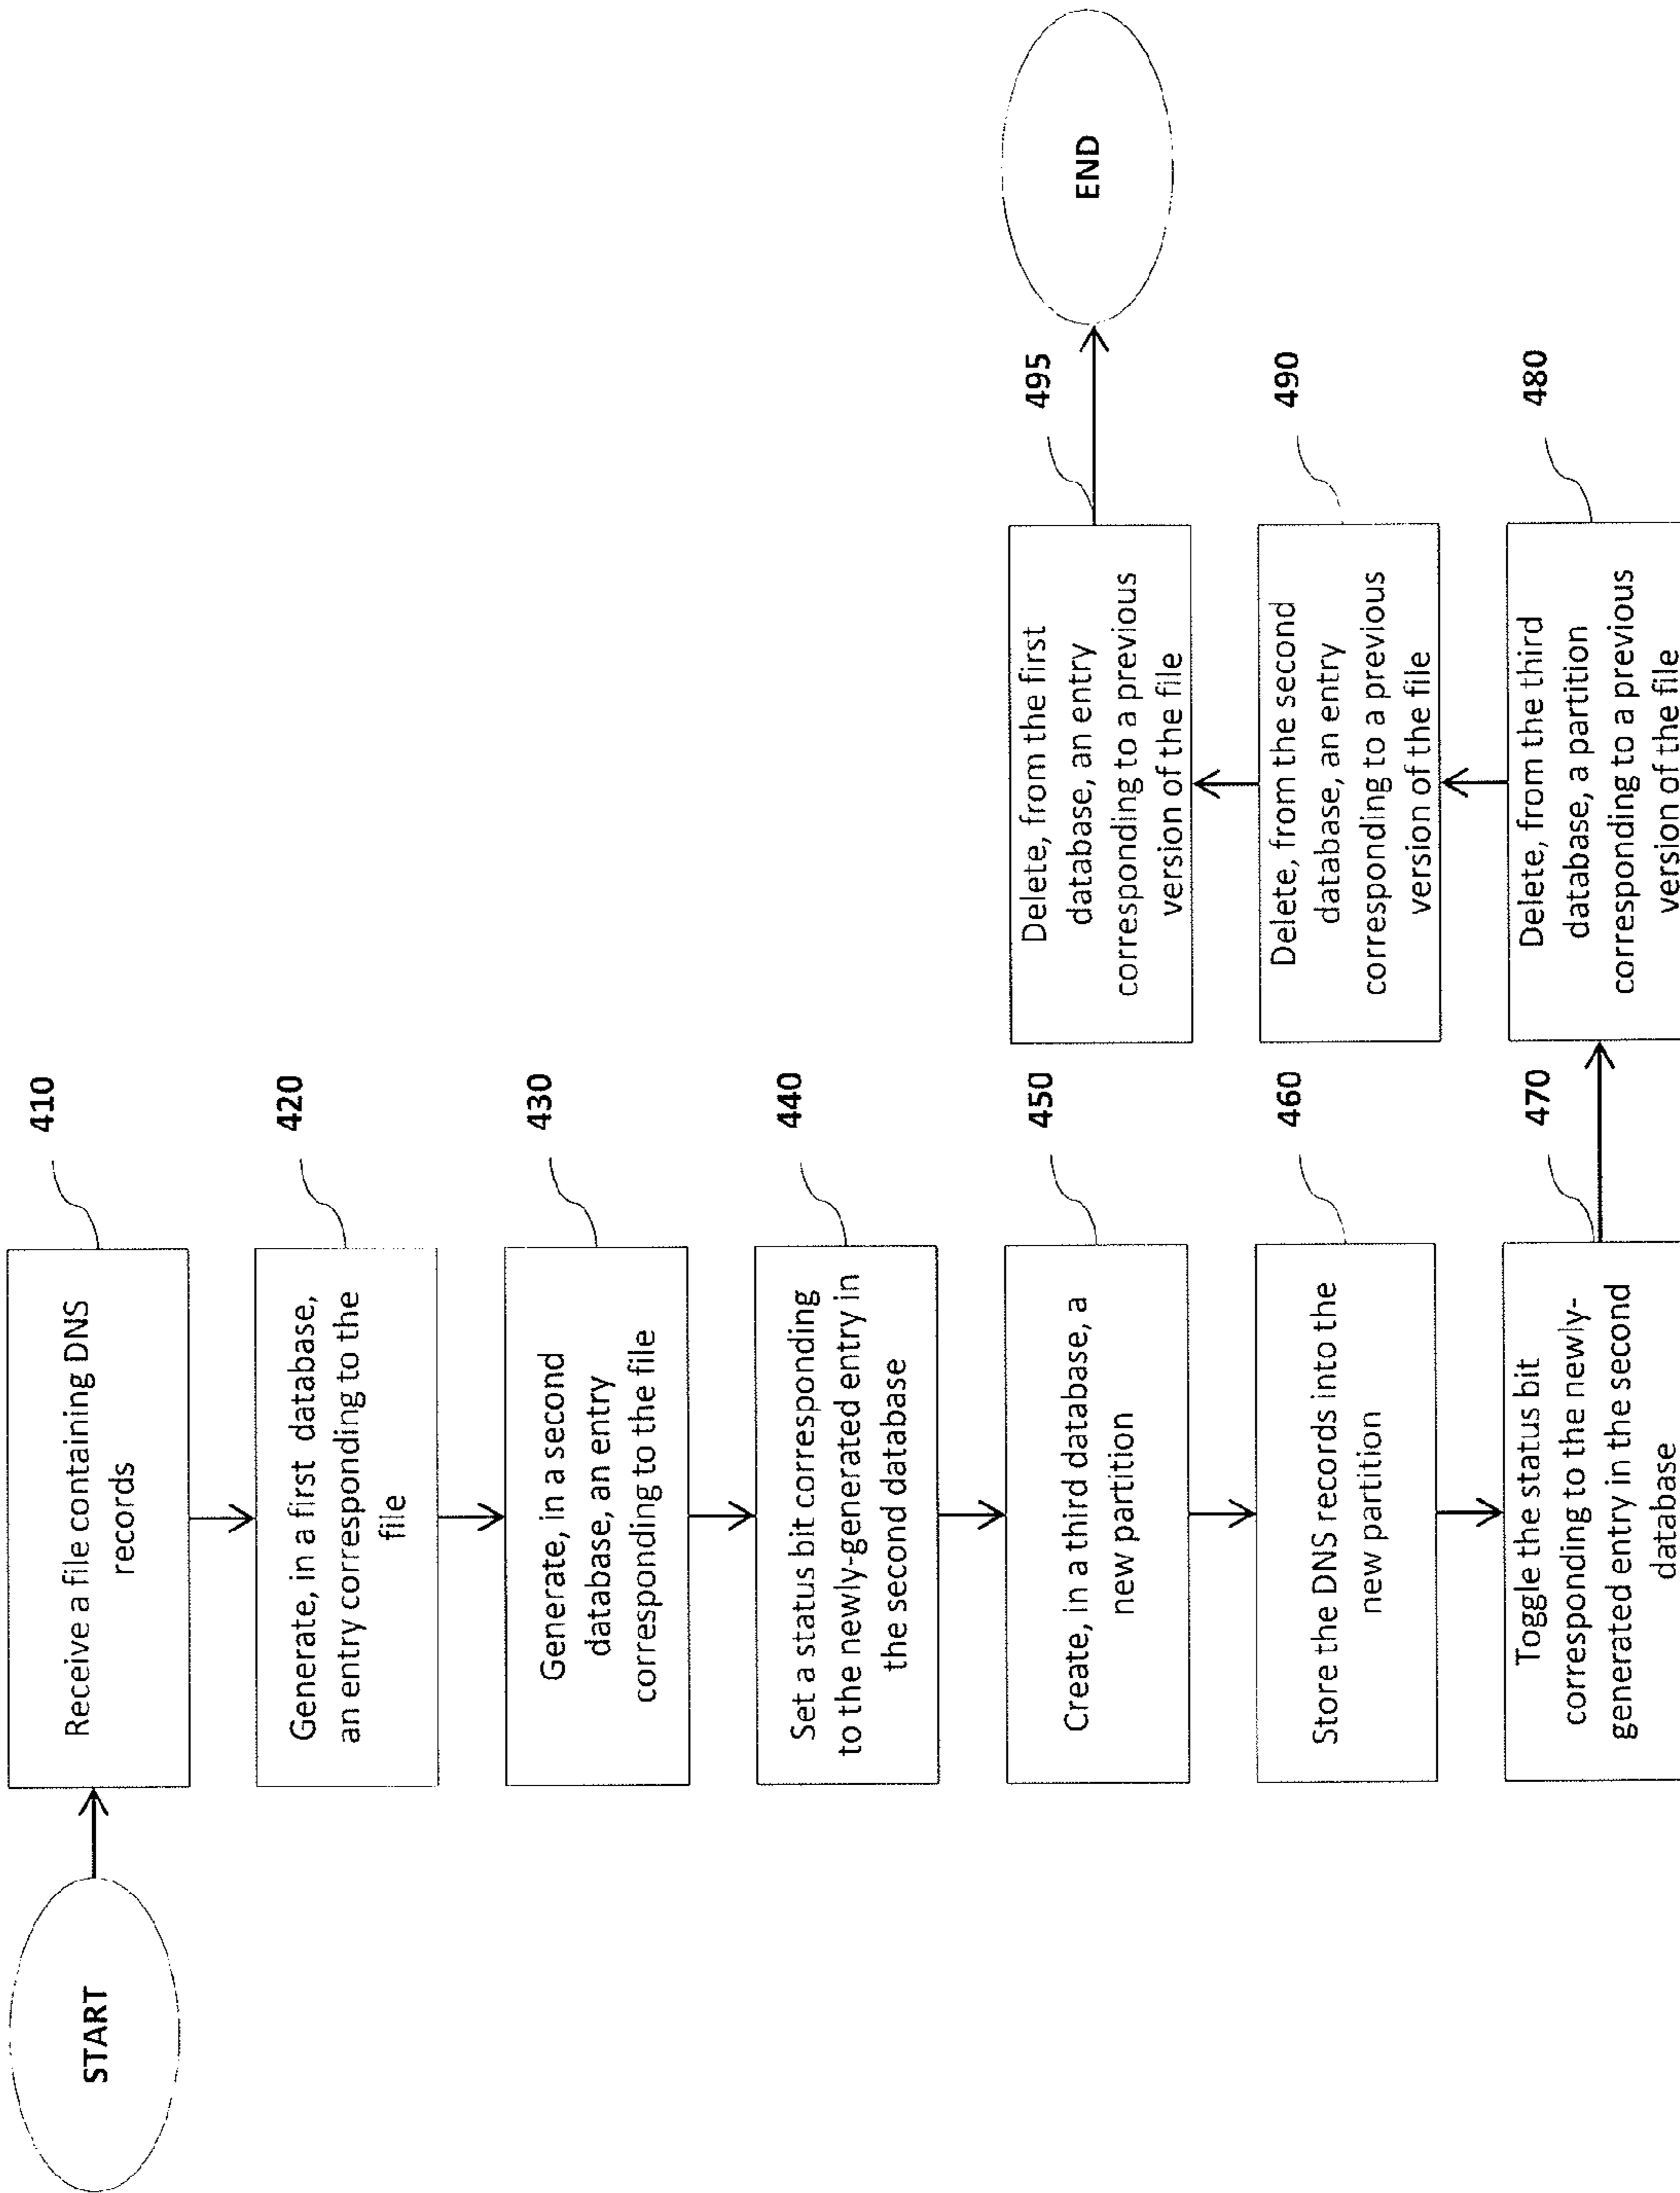 START
Receive a file containing DNS
records
410
Generate, in a first database,
an entry corresponding to the
file
420
Generate, in a second
database, an entry
corresponding to the file
430
Set a status bit corresponding
to the newly-generated entry in
the second database
440
Create, in a third database, a
new partition
450
Store the DNS records into the
new partition
460
Toggle the status bit
corresponding to the newly-
generated entry in the second
database
470
Delete, from the third
database, a partition
corresponding to a previous
version of the file
480
Delete, from the second
database, an entry
corresponding to a previous
version of the file
490
Delete, from the first
database, an entry
corresponding to a previous
version of the file
495
END